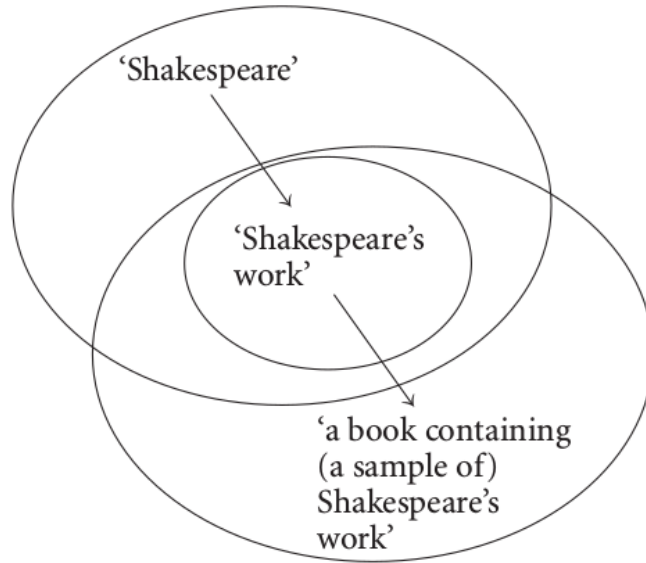 ‘Shakespeare’
‘Shakespeare’s
work’
‘a book containing
(a sample of)
Shakespeare’s
work’